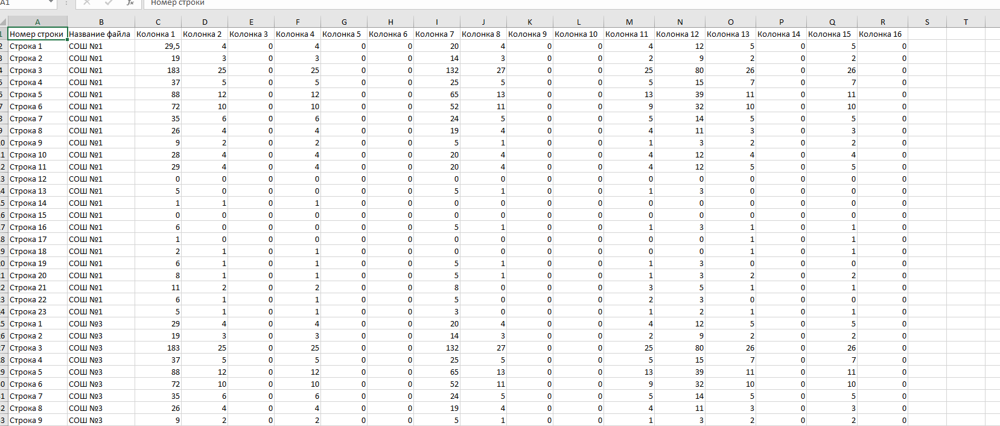 A1 fx Номер строки
A B C D E F G H I J K L M N O P Q R S T
1 Номер строки Название файла Колонка 1 Колонка 2 Колонка 3 Колонка 4 Колонка 5 Колонка 6 Колонка 7 Колонка 8 Колонка 9 Колонка 10 Колонка 11 Колонка 12 Колонка 13 Колонка 14 Колонка 15 Колонка 16
2 Строка 1 СОШ №1 29,5 4 0 4 0 0 20 4 0 0 4 12 5 0 5 0
3 Строка 2 СОШ №1 19 3 0 3 0 0 14 3 0 0 2 9 2 0 2 0
4 Строка 3 СОШ №1 183 25 0 25 0 0 132 27 0 0 25 80 26 0 26 0
5 Строка 4 СОШ №1 37 5 0 5 0 0 25 5 0 0 5 15 7 0 7 0
6 Строка 5 СОШ №1 88 12 0 12 0 0 65 13 0 0 13 39 11 0 11 0
7 Строка 6 СОШ №1 72 10 0 10 0 0 52 11 0 0 9 32 10 0 10 0
8 Строка 7 СОШ №1 35 6 0 6 0 0 24 5 0 0 5 14 5 0 5 0
9 Строка 8 СОШ №1 26 4 0 4 0 0 19 4 0 0 4 11 3 0 3 0
0 Строка 9 СОШ №1 9 2 0 2 0 0 5 1 0 0 1 3 2 0 2 0
1 Строка 10 СОШ №1 28 4 0 4 0 0 20 4 0 0 4 12 4 0 4 0
2 Строка 11 СОШ №1 29 4 0 4 0 0 20 4 0 0 4 12 5 0 5 0
3 Строка 12 СОШ №1 0 0 0 0 0 0 0 0 0 0 0 0 0 0 0 0
4 Строка 13 СОШ №1 5 0 0 0 0 0 5 1 0 0 1 3 0 0 0 0
5 Строка 14 СОШ №1 1 1 0 1 0 0 0 0 0 0 0 0 0 0 0 0
6 Строка 15 СОШ №1 0 0 0 0 0 0 0 0 0 0 0 0 0 0 0 0
7 Строка 16 СОШ №1 6 0 0 0 0 0 5 1 0 0 1 3 1 0 1 0
8 Строка 17 СОШ №1 1 0 0 0 0 0 0 0 0 0 0 0 1 0 1 0
9 Строка 18 СОШ №1 2 1 0 1 0 0 0 0 0 0 0 0 1 0 1 0
0 Строка 19 СОШ №1 6 1 0 1 0 0 5 1 0 0 1 3 0 0 0 0
1 Строка 20 СОШ №1 8 1 0 1 0 0 5 1 0 0 1 3 2 0 2 0
2 Строка 21 СОШ №1 11 2 0 2 0 0 8 0 0 0 3 5 1 0 1 0
3 Строка 22 СОШ №1 6 1 0 1 0 0 5 0 0 0 2 3 0 0 0 0
4 Строка 23 СОШ №1 5 1 0 1 0 0 3 0 0 0 1 2 1 0 1 0
5 Строка 1 СОШ №3 29 4 0 4 0 0 20 4 0 0 4 12 5 0 5 0
6 Строка 2 СОШ №3 19 3 0 3 0 0 14 3 0 0 2 9 2 0 2 0
7 Строка 3 СОШ №3 183 25 0 25 0 0 132 27 0 0 25 80 26 0 26 0
8 Строка 4 СОШ №3 37 5 0 5 0 0 25 5 0 0 5 15 7 0 7 0
9 Строка 5 СОШ №3 88 12 0 12 0 0 65 13 0 0 13 39 11 0 11 0
0 Строка 6 СОШ №3 72 10 0 10 0 0 52 11 0 0 9 32 10 0 10 0
1 Строка 7 СОШ №3 35 6 0 6 0 0 24 5 0 0 5 14 5 0 5 0
2 Строка 8 СОШ №3 26 4 0 4 0 0 19 4 0 0 4 11 3 0 3 0
3 Строка 9 СОШ №3 9 2 0 2 0 0 5 1 0 0 1 3 2 0 2 0